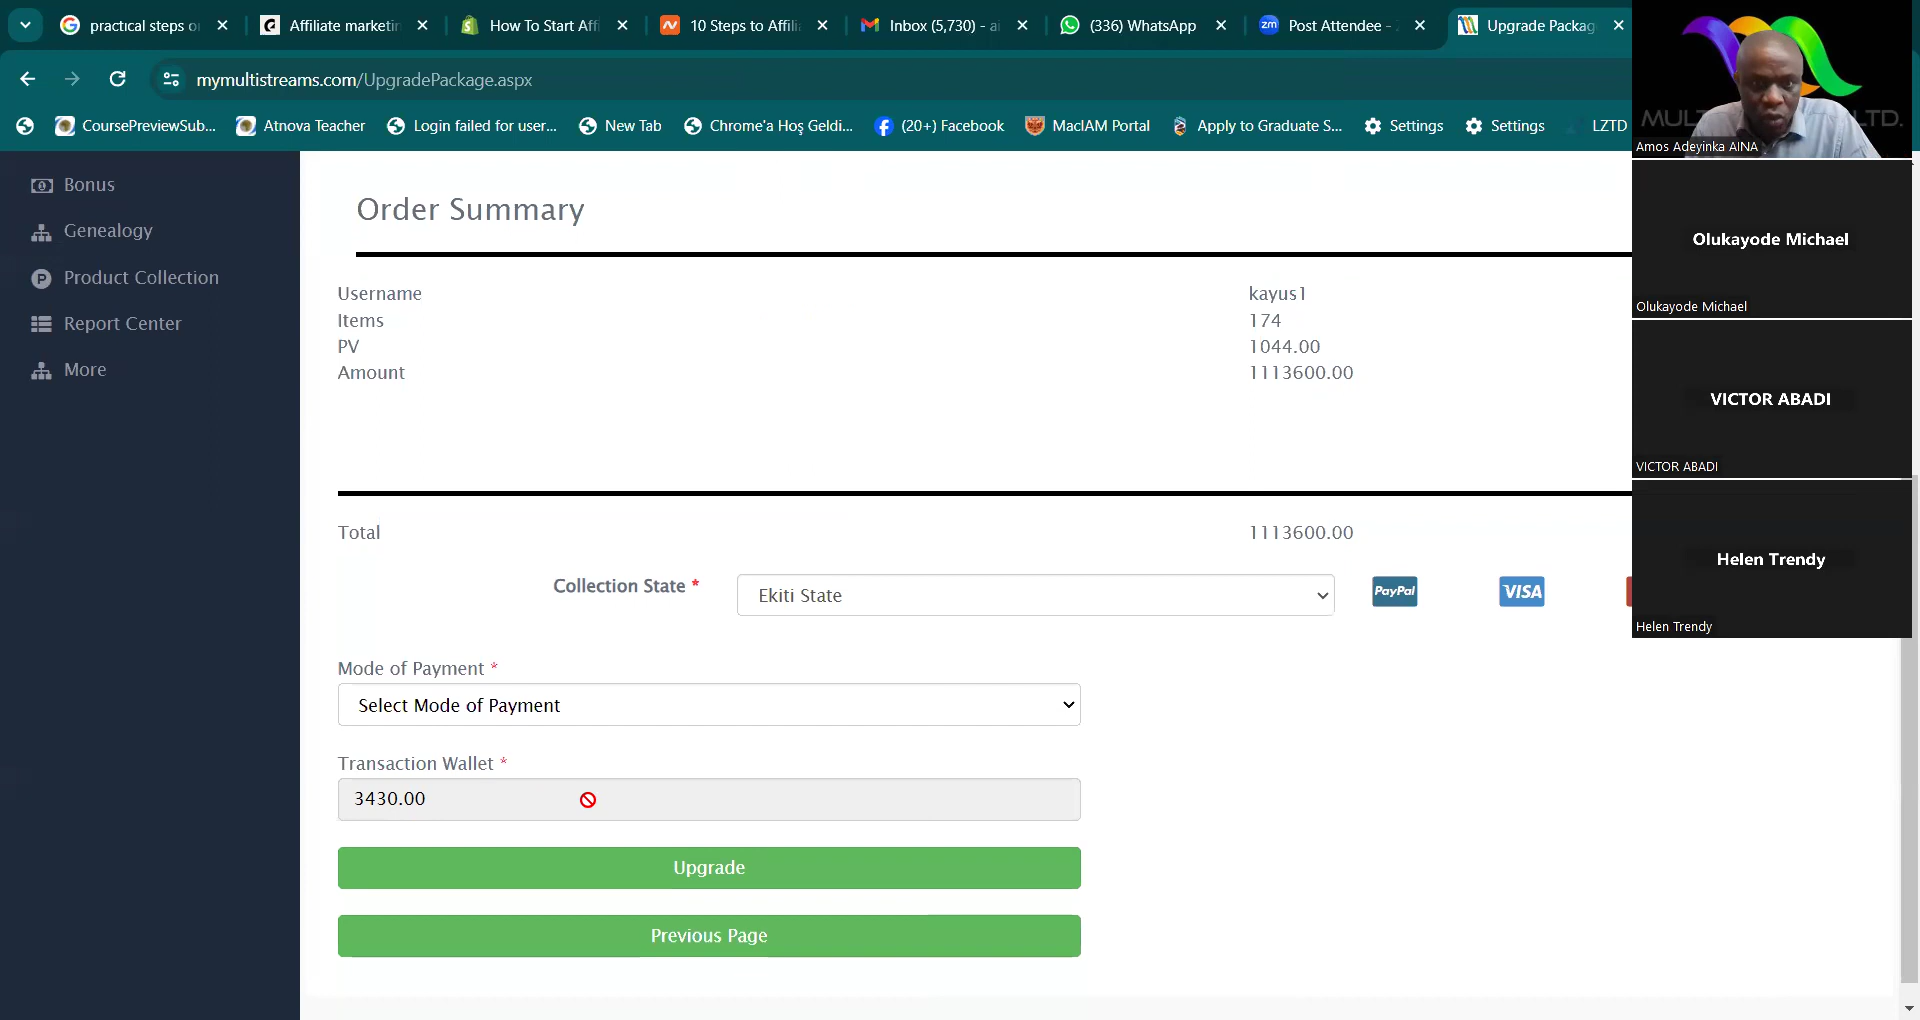 practical steps o
Affiliate marketin
How To Start Affi
10 Steps to Affili
Inbox (5,730) - ai
(336) WhatsApp
zm Post Attendee -
Upgrade Packag
mymultistreams.com/UpgradePackage.aspx
CoursePreviewSub...
Atnova Teacher
Login failed for user...
New Tab
Chrome'a Hoş Geldi...
(20+) Facebook
MacIAM Portal
Apply to Graduate S...
Settings
Settings
LZTD
MUL
LTD.
Amos Adeyinka AINA
Bonus
Genealogy
Product Collection
Report Center
More
Order Summary
Username kayus1
Items 174
PV 1044.00
Amount 1113600.00
Total 1113600.00
Collection State * Ekiti State
PayPal
VISA
Mode of Payment *
Select Mode of Payment
Transaction Wallet *
3430.00
Upgrade
Previous Page
Olukayode Michael
Olukayode Michael
VICTOR ABADI
VICTOR ABADI
Helen Trendy
Helen Trendy